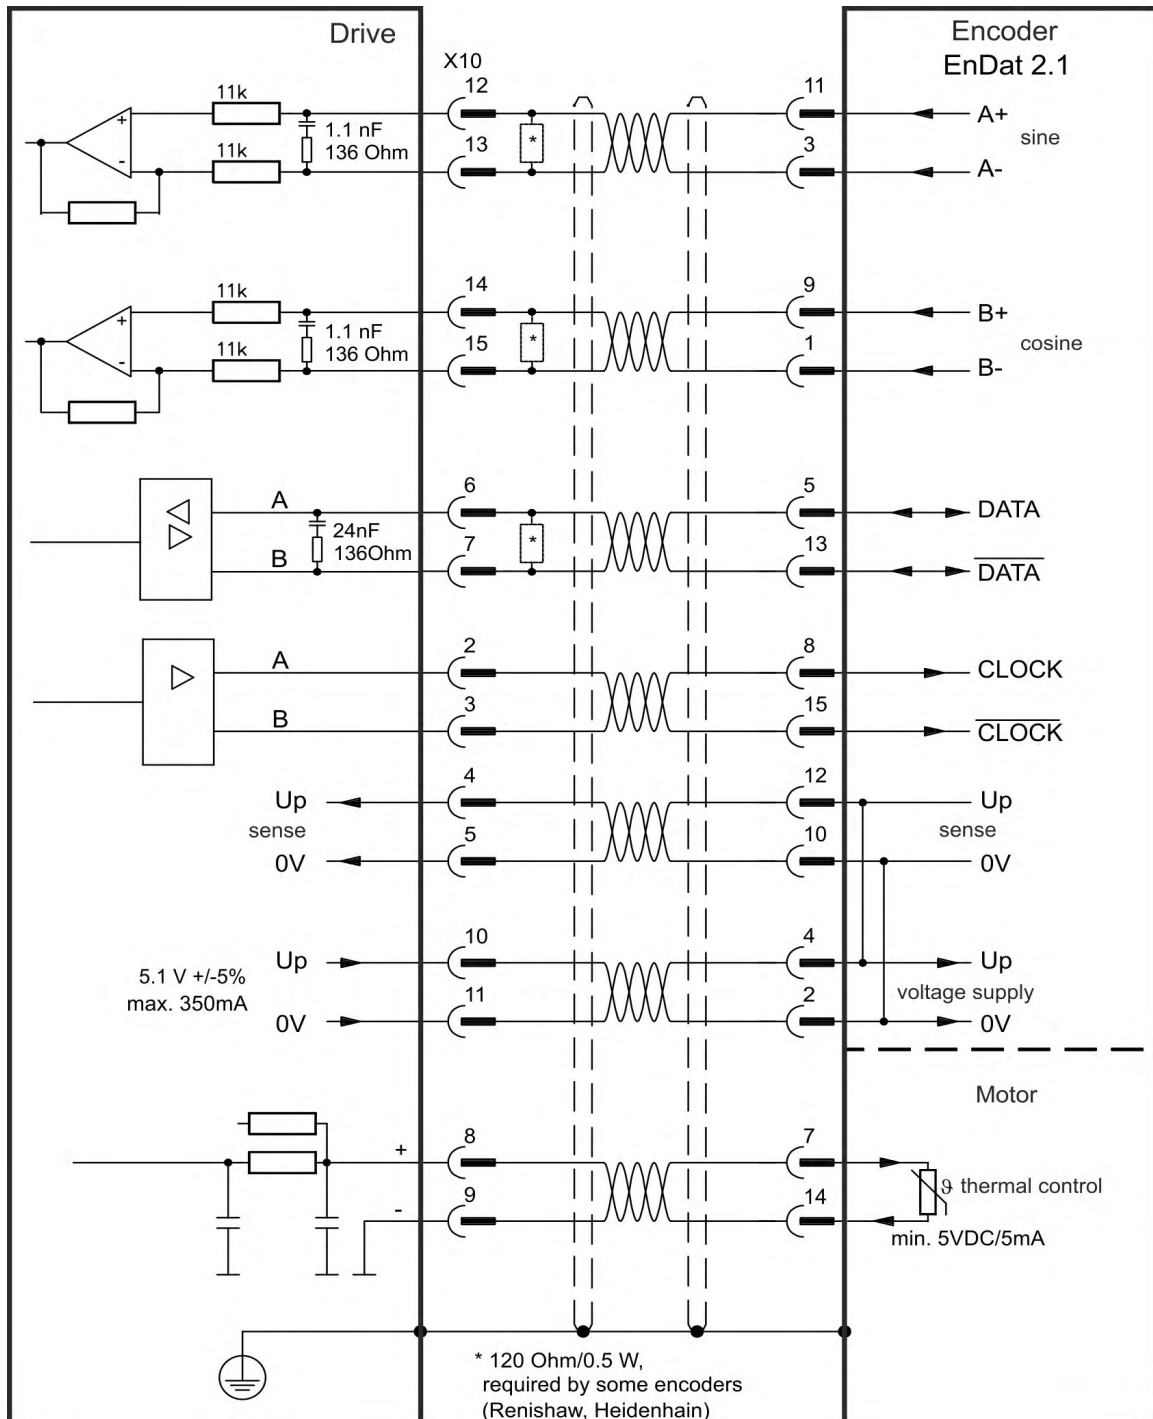 Drive
Encoder
EnDat 2.1
X10
11k
12
11
A+
1.1 nF
136 Ohm
sine
11k
13
3
A-
*
11k
14
9
B+
1.1 nF
136 Ohm
cosine
11k
15
1
B-
*
A
6
5
DATA
24nF
136Ohm
B
7
13
DATA
*
A
2
8
CLOCK
B
3
15
CLOCK
Up
4
12
Up
sense
sense
0V
5
10
0V
Up
10
4
Up
5.1 V +/-5%
max. 350mA
voltage supply
0V
11
2
0V
Motor
+
8
7
ϑ thermal control
-
9
14
min. 5VDC/5mA
* 120 Ohm/0.5 W,
required by some encoders
(Renishaw, Heidenhain)